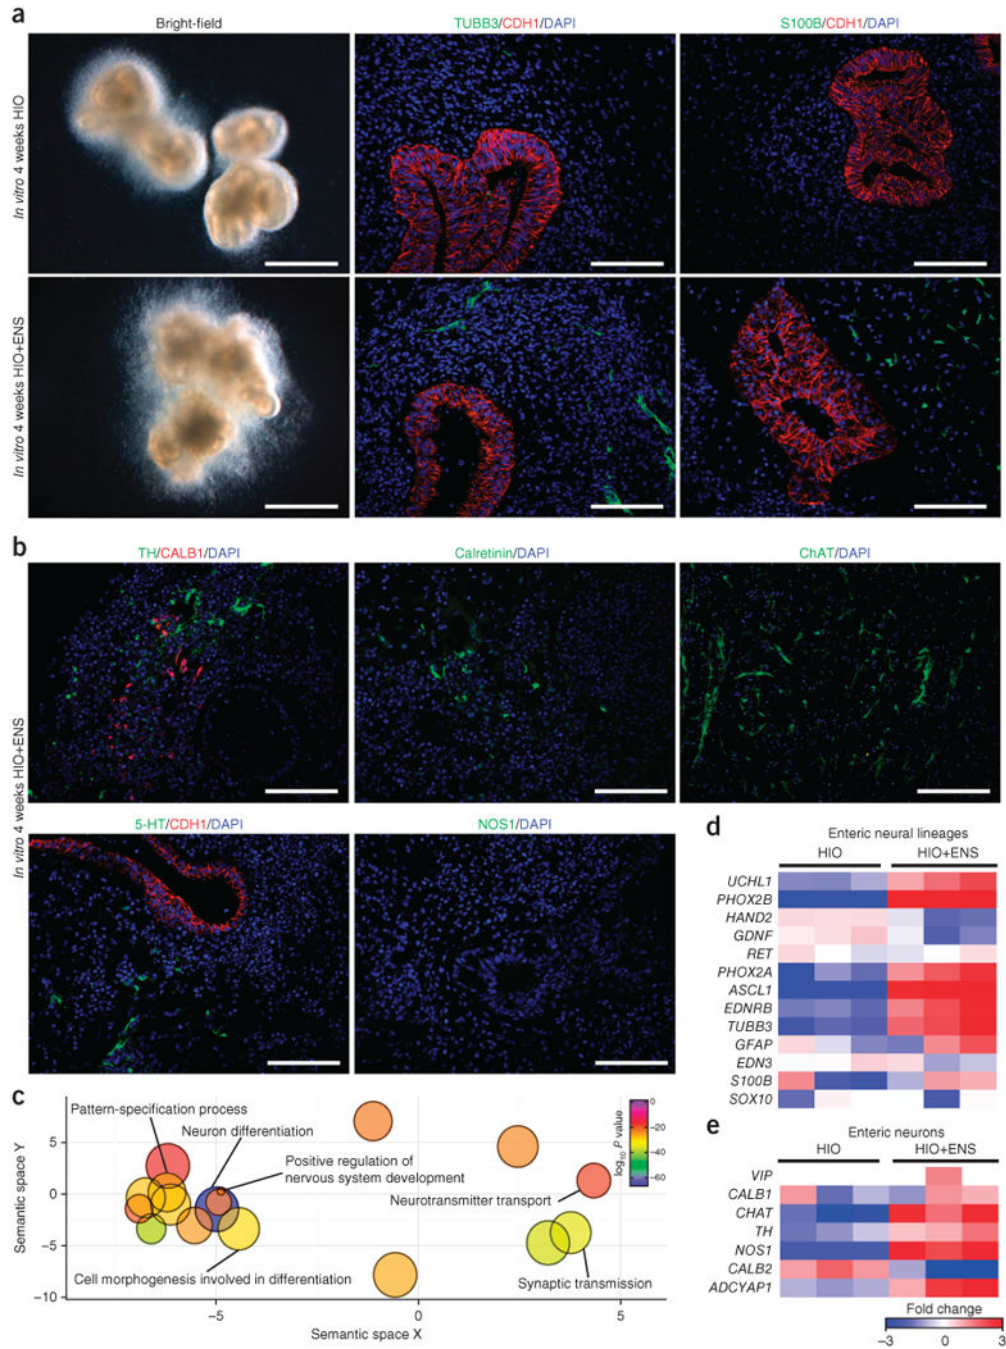 a
Bright-field
TUBB3/CDH1/DAPI
S100B/CDH1/DAPI
In vitro 4 weeks HIO
In vitro 4 weeks HIO+ENS
b
TH/CALB1/DAPI
Calretinin/DAPI
ChAT/DAPI
In vitro 4 weeks HIO+ENS
5-HT/CDH1/DAPI
NOS1/DAPI
c
Pattern-specification process
Neuron differentiation
Positive regulation of
nervous system development
Neurotransmitter transport
Cell morphogenesis involved in differentiation
Synaptic transmission
log10 P value
0
−20
−40
−60
Semantic space Y
5
0
−5
−10
−5
0
5
Semantic space X
d
Enteric neural lineages
HIO
HIO+ENS
UCHL1
PHOX2B
HAND2
GDNF
RET
PHOX2A
ASCL1
EDNRB
TUBB3
GFAP
EDN3
S100B
SOX10
e
Enteric neurons
HIO
HIO+ENS
VIP
CALB1
CHAT
TH
NOS1
CALB2
ADCYAP1
Fold change
−3
0
3